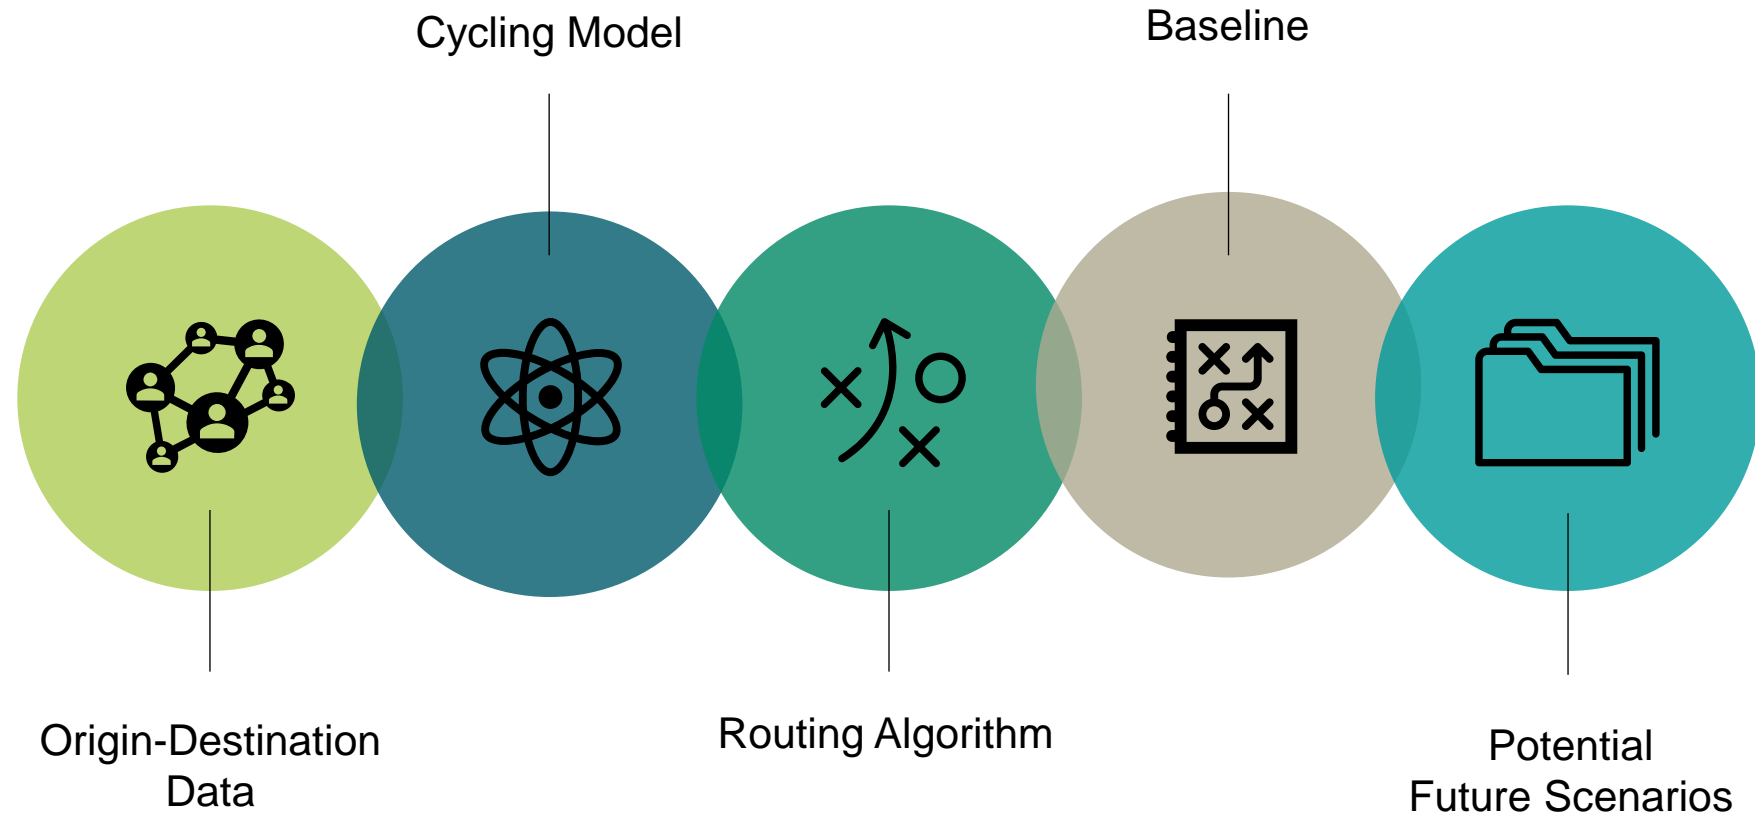 Cycling Model
Baseline
Origin-Destination
Data
Routing Algorithm
Potential
Future Scenarios